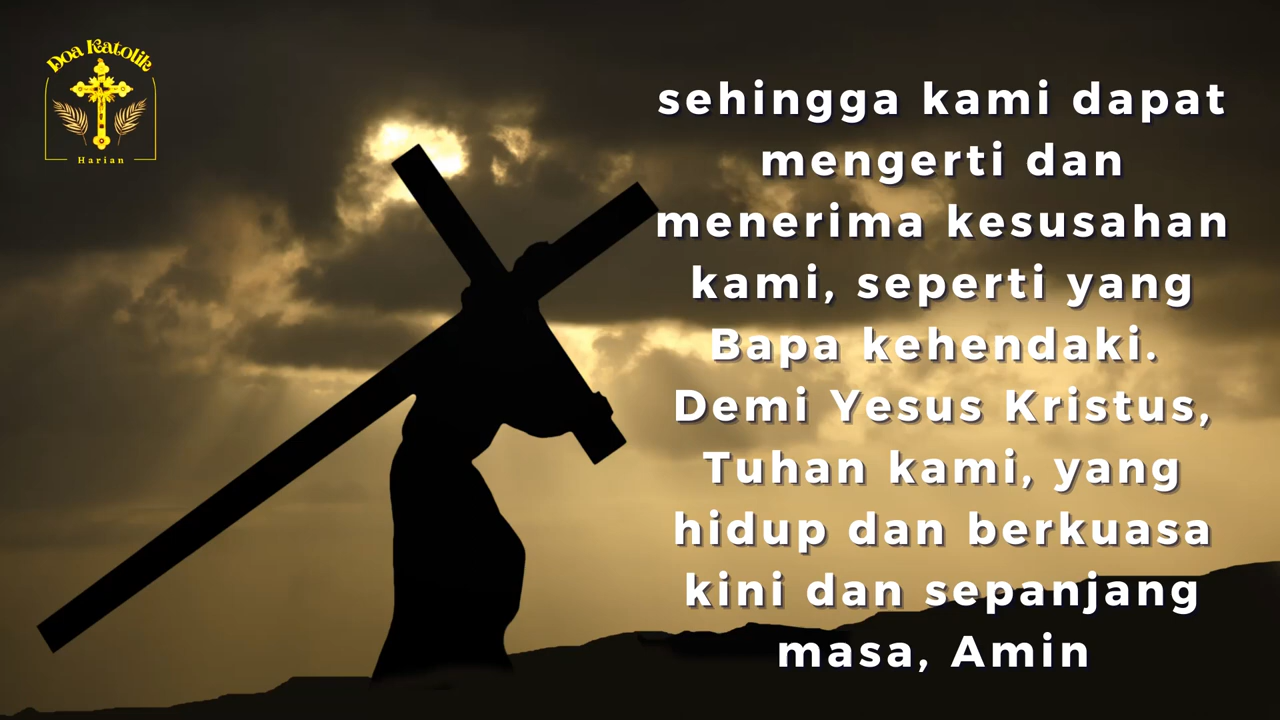 Doa Katolik
Harian
sehingga kami dapat
mengerti dan
menerima kesusahan
kami, seperti yang
Bapa kehendaki.
Demi Yesus Kristus,
Tuhan kami, yang
hidup dan berkuasa
kini dan sepanjang
masa, Amin